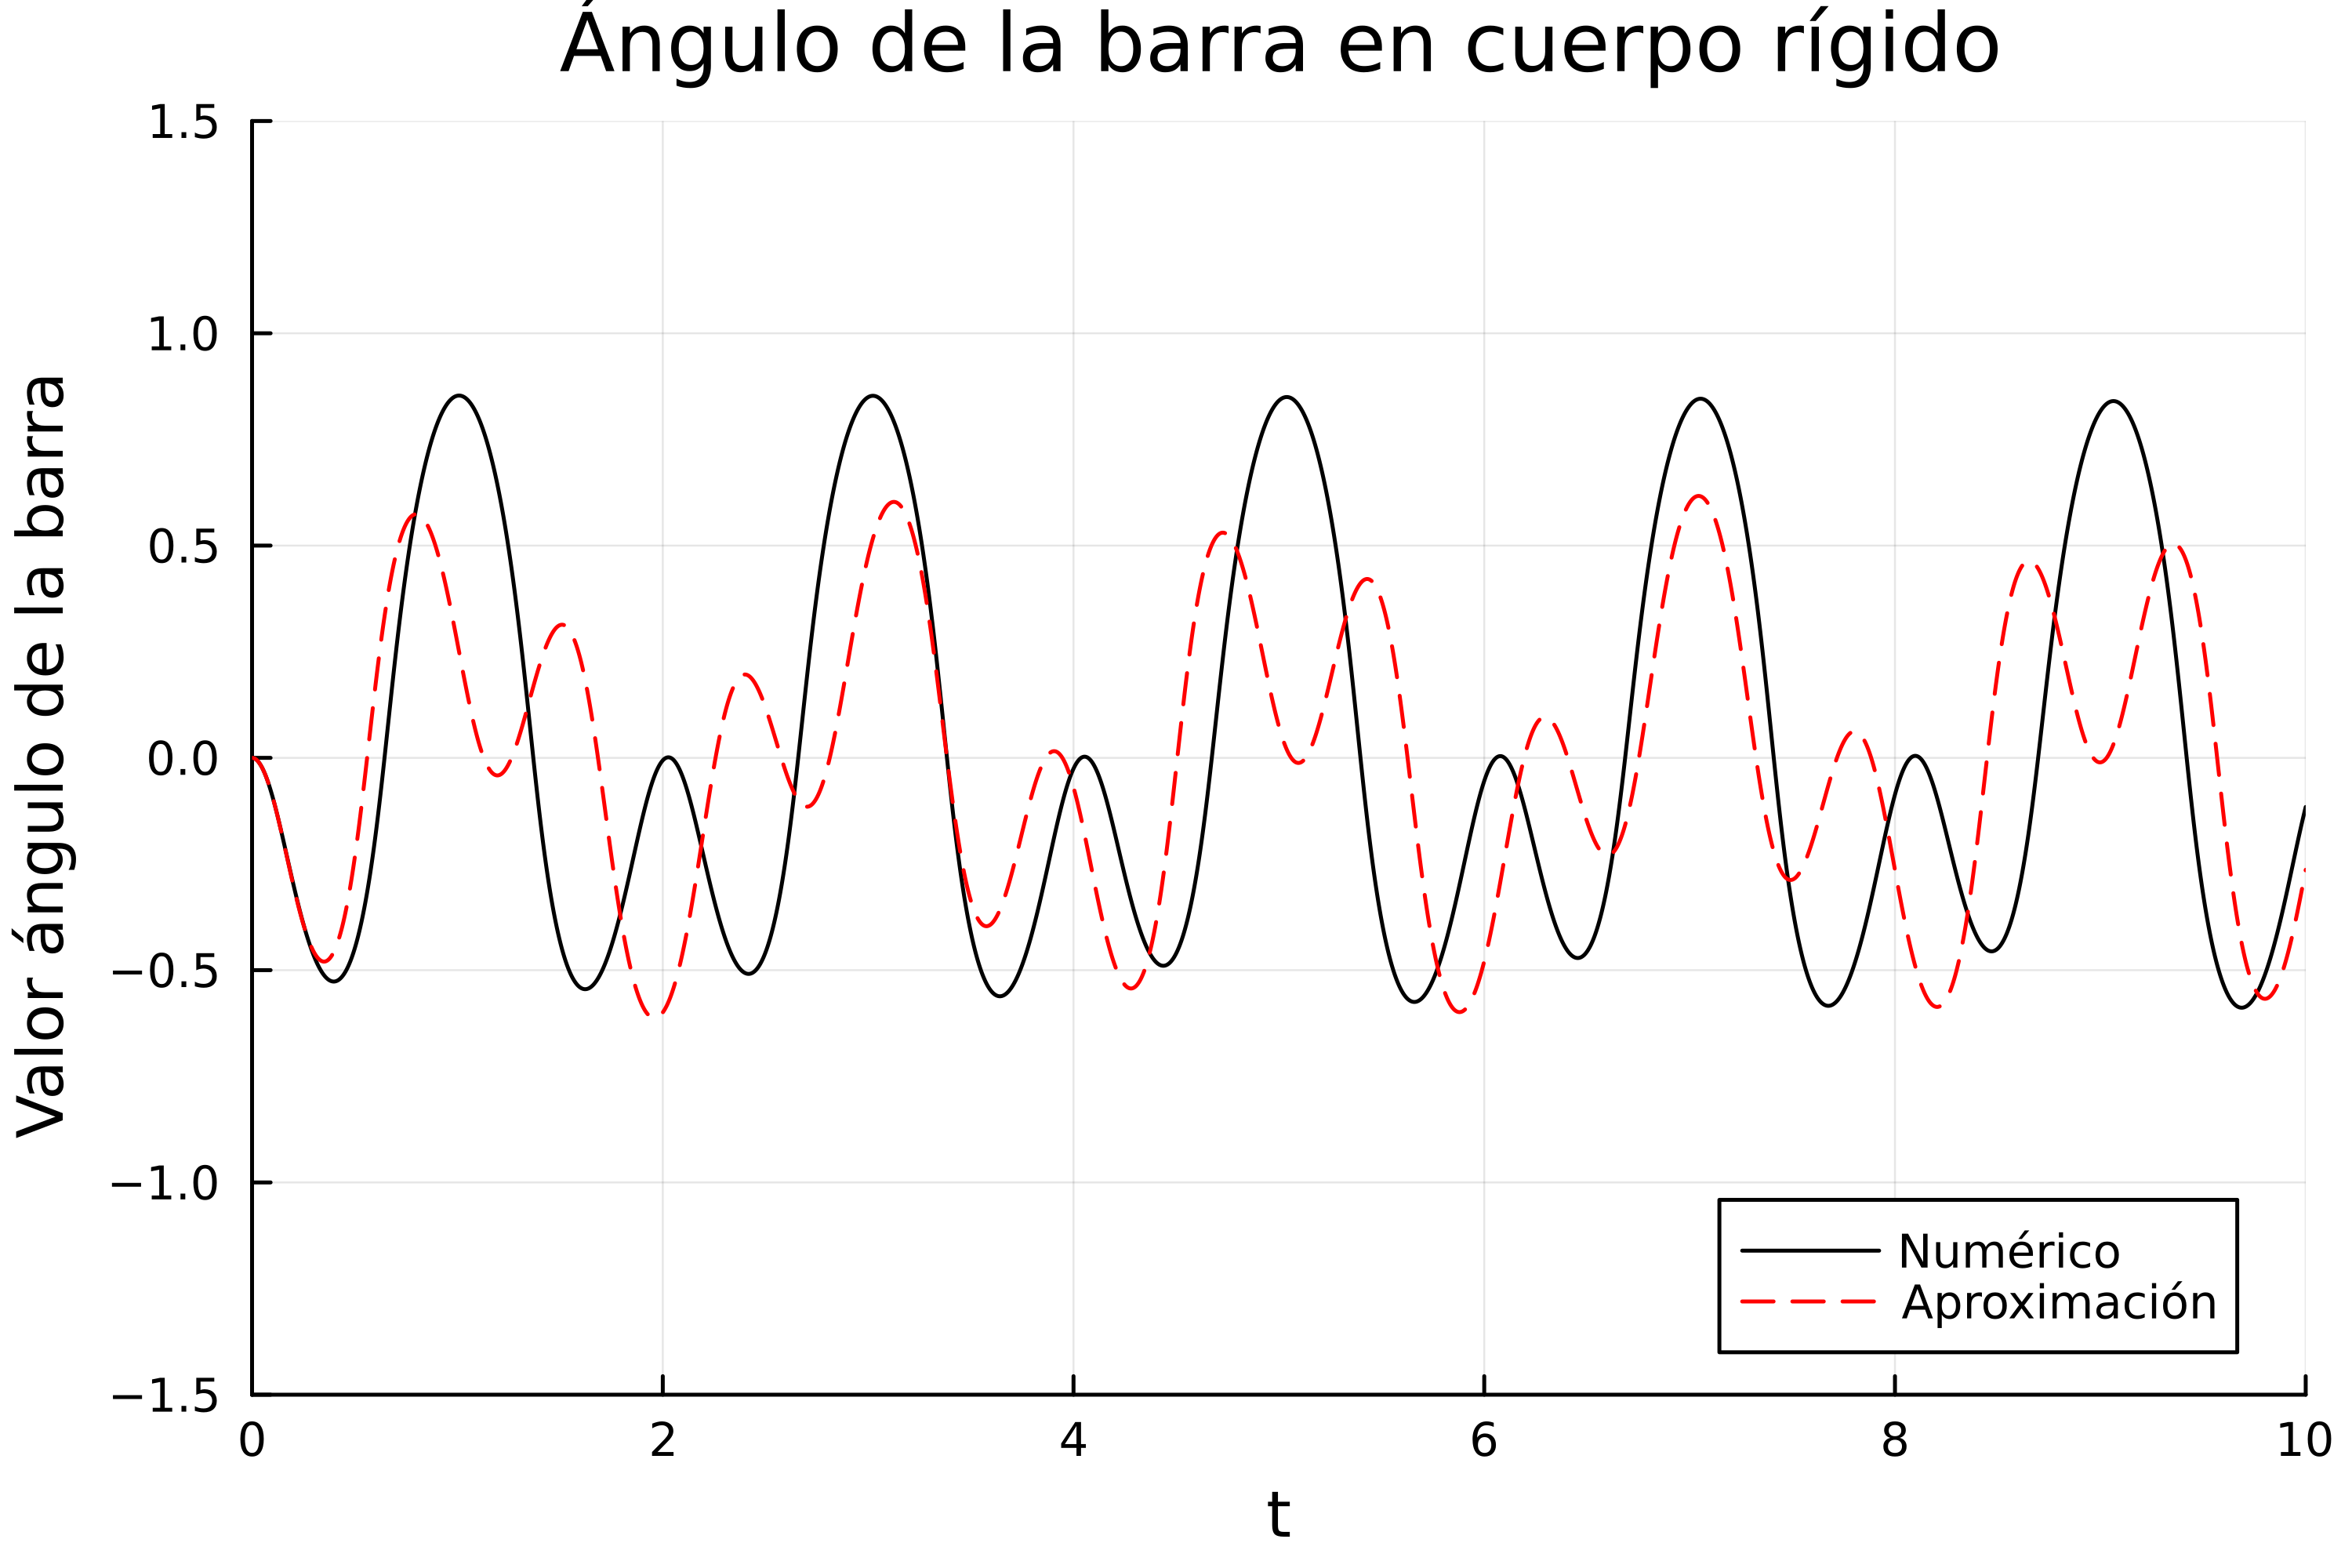 Ángulo de la barra en cuerpo rígido
Valor ángulo de la barra
1.5
1.0
0.5
0.0
−0.5
−1.0
−1.5
Numérico
Aproximación
0 2 4 6 8 10
t